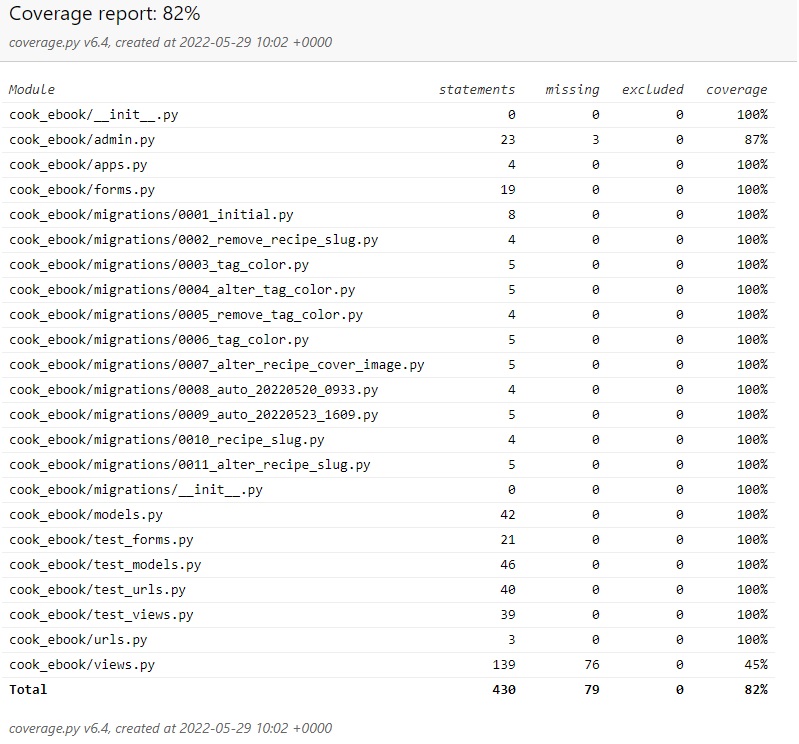 Coverage report: 82%
coverage.py v6.4, created at 2022-05-29 10:02 +0000
Module statements missing excluded coverage
cook_ebook/__init__.py 0 0 0 100%
cook_ebook/admin.py 23 3 0 87%
cook_ebook/apps.py 4 0 0 100%
cook_ebook/forms.py 19 0 0 100%
cook_ebook/migrations/0001_initial.py 8 0 0 100%
cook_ebook/migrations/0002_remove_recipe_slug.py 4 0 0 100%
cook_ebook/migrations/0003_tag_color.py 5 0 0 100%
cook_ebook/migrations/0004_alter_tag_color.py 5 0 0 100%
cook_ebook/migrations/0005_remove_tag_color.py 4 0 0 100%
cook_ebook/migrations/0006_tag_color.py 5 0 0 100%
cook_ebook/migrations/0007_alter_recipe_cover_image.py 5 0 0 100%
cook_ebook/migrations/0008_auto_20220520_0933.py 4 0 0 100%
cook_ebook/migrations/0009_auto_20220523_1609.py 5 0 0 100%
cook_ebook/migrations/0010_recipe_slug.py 4 0 0 100%
cook_ebook/migrations/0011_alter_recipe_slug.py 5 0 0 100%
cook_ebook/migrations/__init__.py 0 0 0 100%
cook_ebook/models.py 42 0 0 100%
cook_ebook/test_forms.py 21 0 0 100%
cook_ebook/test_models.py 46 0 0 100%
cook_ebook/test_urls.py 40 0 0 100%
cook_ebook/test_views.py 39 0 0 100%
cook_ebook/urls.py 3 0 0 100%
cook_ebook/views.py 139 76 0 45%
Total 430 79 0 82%
coverage.py v6.4, created at 2022-05-29 10:02 +0000